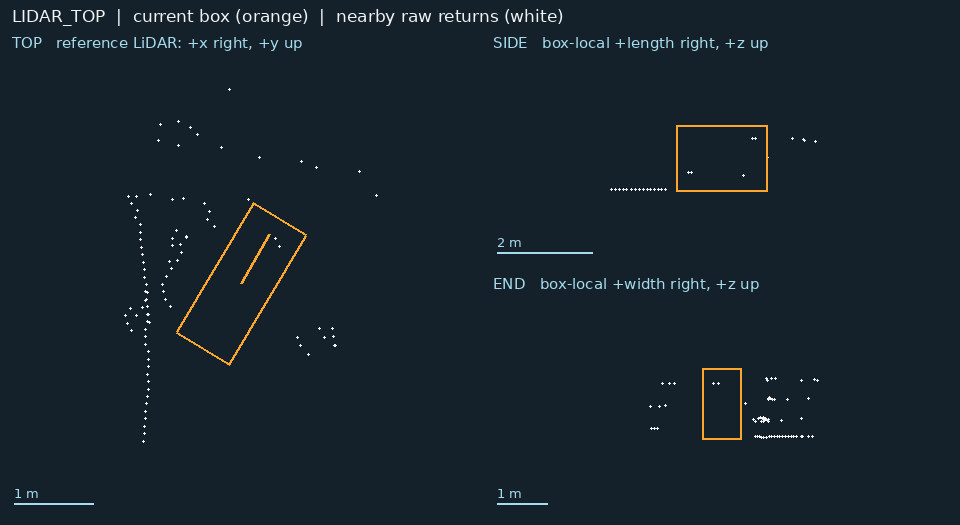 LIDAR_TOP | current box (orange) | nearby raw returns (white)
TOP reference LiDAR: +x right, +y up
SIDE box-local +length right, +z up
2 m
END box-local +width right, +z up
1 m
1 m